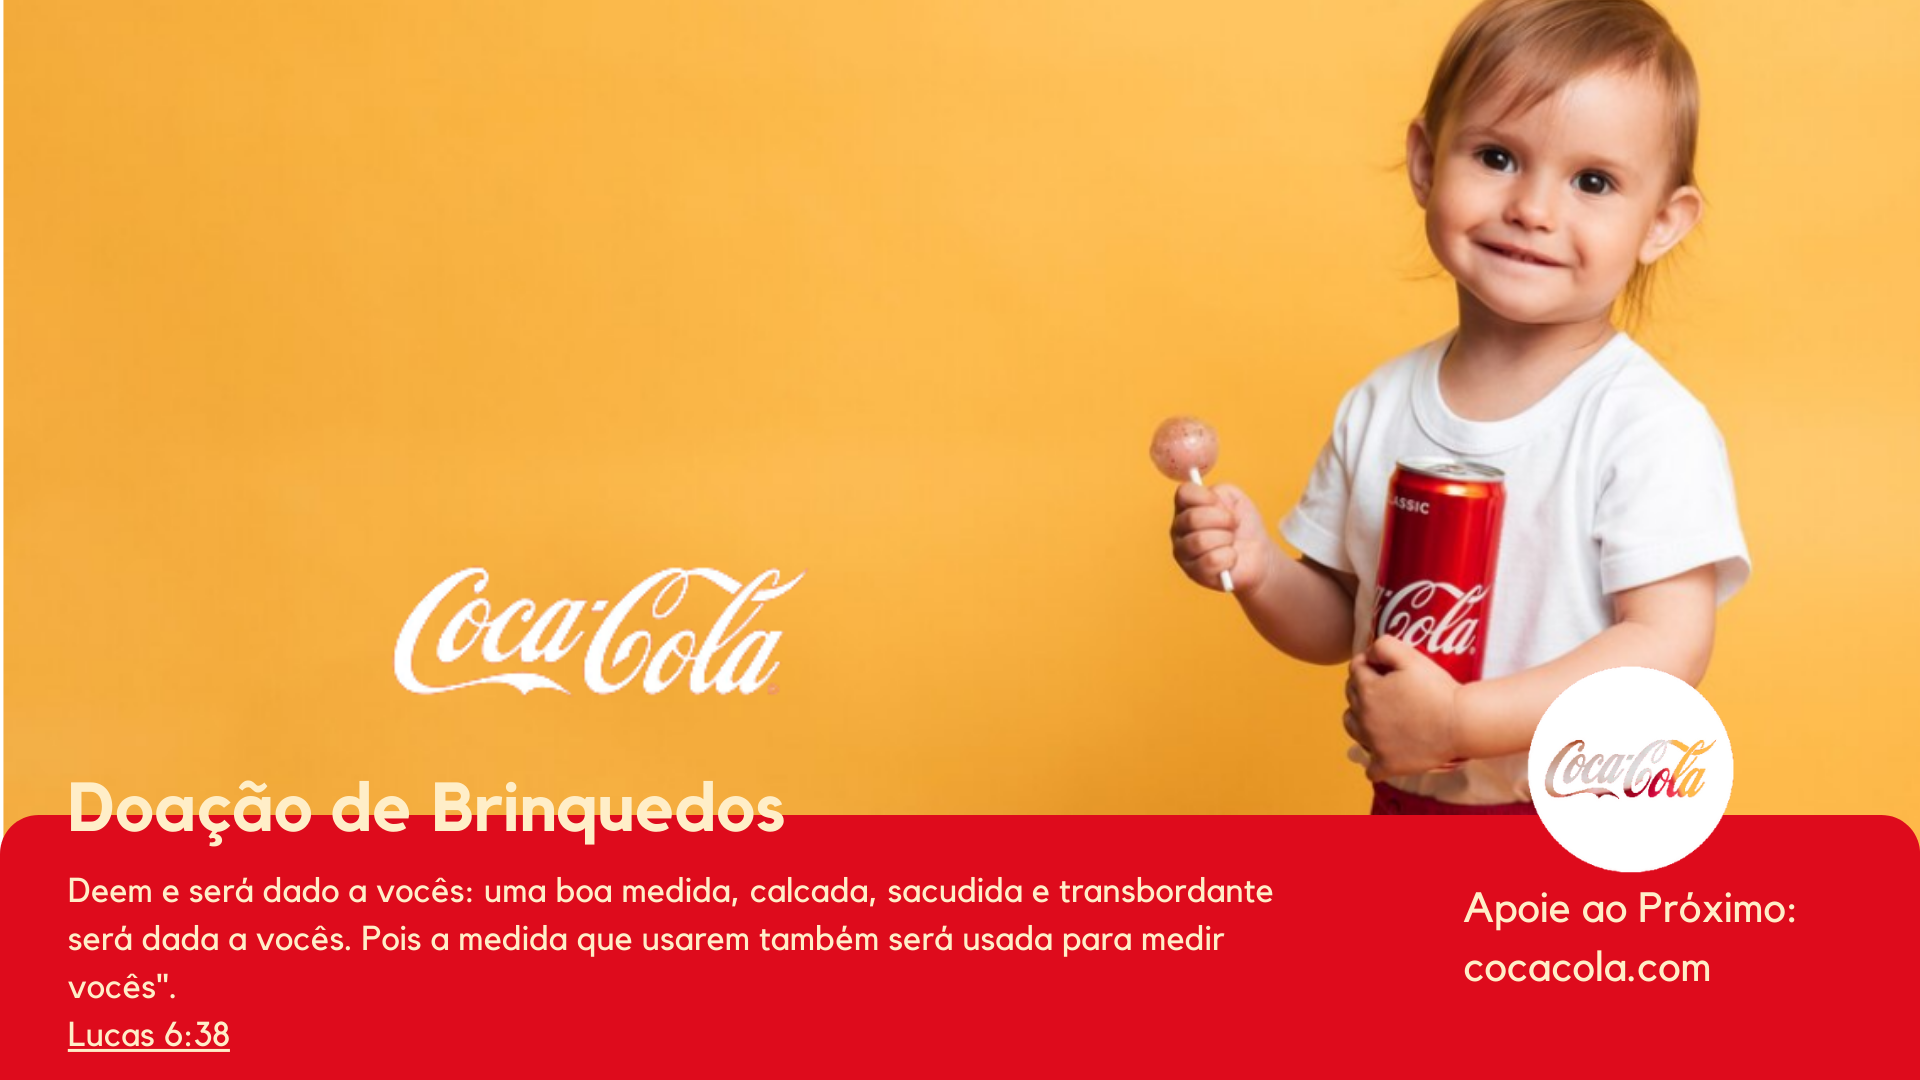 ASSIC
Coca-Cola
Cola
Coca-Cola
Doação de Brinquedos
Deem e será dado a vocês: uma boa medida, calcada, sacudida e transbordante
será dada a vocês. Pois a medida que usarem também será usada para medir
vocês".
Lucas 6:38
Apoie ao Próximo:
cocacola.com